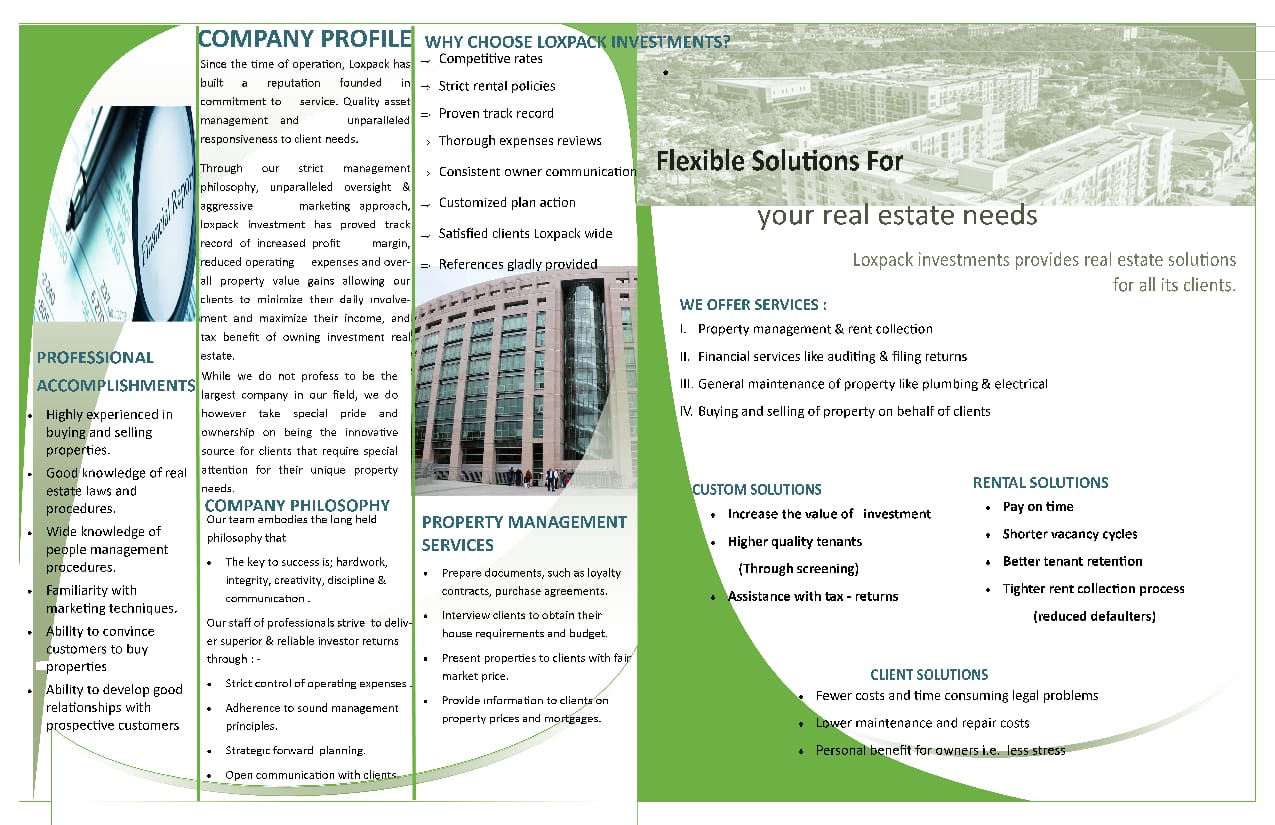 Financial Report
PROFESSIONAL
ACCOMPLISHMENTS
• Highly experienced in
buying and selling
properties.
• Good knowledge of real
estate laws and
procedures.
• Wide knowledge of
people management
procedures.
• Familiarity with
marketing techniques.
• Ability to convince
customers to buy
properties
• Ability to develop good
relationships with
prospective customers
COMPANY PROFILE
Since the time of operation, Loxpack has
built a reputation founded in
commitment to service. Quality asset
management and unparalleled
responsiveness to client needs.
Through our strict management
philosophy, unparalleled oversight &
aggressive marketing approach,
loxpack investment has proved track
record of increased profit margin,
reduced operating expenses and over-
all property value gains allowing our
clients to minimize their daily involve-
ment and maximize their income, and
tax benefit of owning investment real
estate.
While we do not profess to be the
largest company in our field, we do
however take special pride and
ownership on being the innovative
source for clients that require special
attention for their unique property
needs.
COMPANY PHILOSOPHY
Our team embodies the long held
philosophy that
• The key to success is; hardwork,
integrity, creativity, discipline &
communication .
Our staff of professionals strive to deliv-
er superior & reliable investor returns
through : -
• Strict control of operating expenses .
• Adherence to sound management
principles.
• Strategic forward planning.
• Open communication with clients.
WHY CHOOSE LOXPACK INVESTMENTS?
Competitive rates
Strict rental policies
Proven track record
Thorough expenses reviews
Consistent owner communication
Customized plan action
Satisfied clients Loxpack wide
References gladly provided
PROPERTY MANAGEMENT
SERVICES
• Prepare documents, such as loyalty
contracts, purchase agreements.
• Interview clients to obtain their
house requirements and budget.
• Present properties to clients with fair
market price.
• Provide information to clients on
property prices and mortgages.
•
Flexible Solutions For
your real estate needs
Loxpack investments provides real estate solutions
for all its clients.
WE OFFER SERVICES :
I. Property management & rent collection
II. Financial services like auditing & filing returns
III. General maintenance of property like plumbing & electrical
IV. Buying and selling of property on behalf of clients
CUSTOM SOLUTIONS
• Increase the value of investment
• Higher quality tenants
(Through screening)
• Assistance with tax - returns
RENTAL SOLUTIONS
• Pay on time
• Shorter vacancy cycles
• Better tenant retention
• Tighter rent collection process
(reduced defaulters)
CLIENT SOLUTIONS
• Fewer costs and time consuming legal problems
• Lower maintenance and repair costs
• Personal benefit for owners i.e. less stress